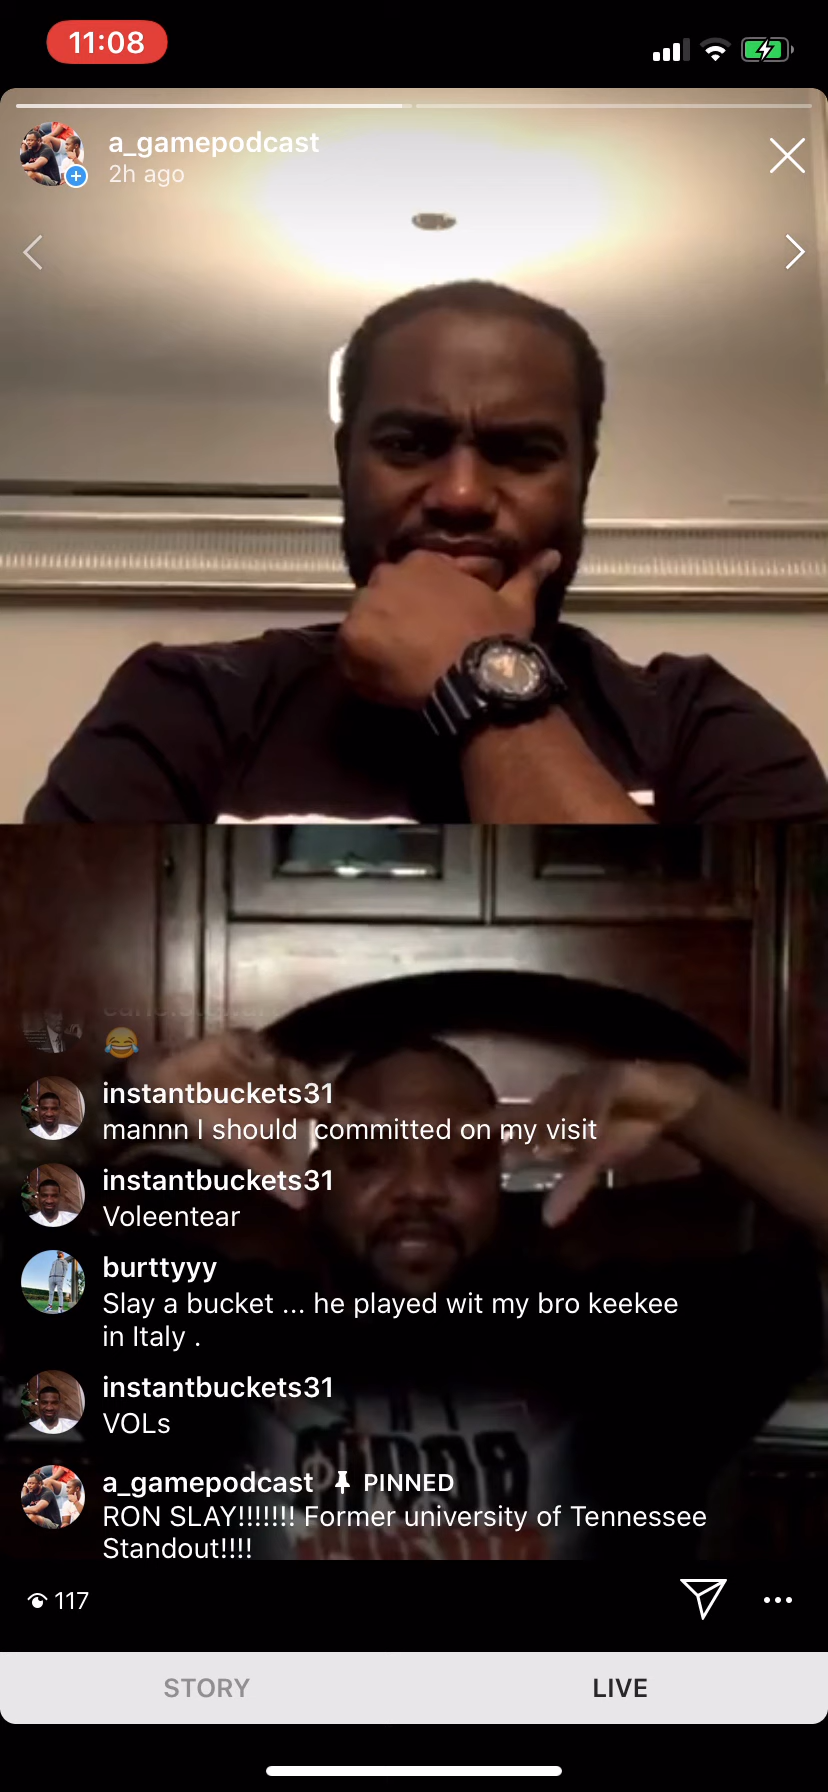 11:08
a_gamepodcast
2h ago
😂
instantbuckets31
mannn I should committed on my visit
instantbuckets31
Voleentear
burttyyy
Slay a bucket ... he played wit my bro keekee
in Italy .
instantbuckets31
VOLs
a_gamepodcast PINNED
RON SLAY!!!!!!! Former university of Tennessee
Standout!!!!
117
STORY
LIVE